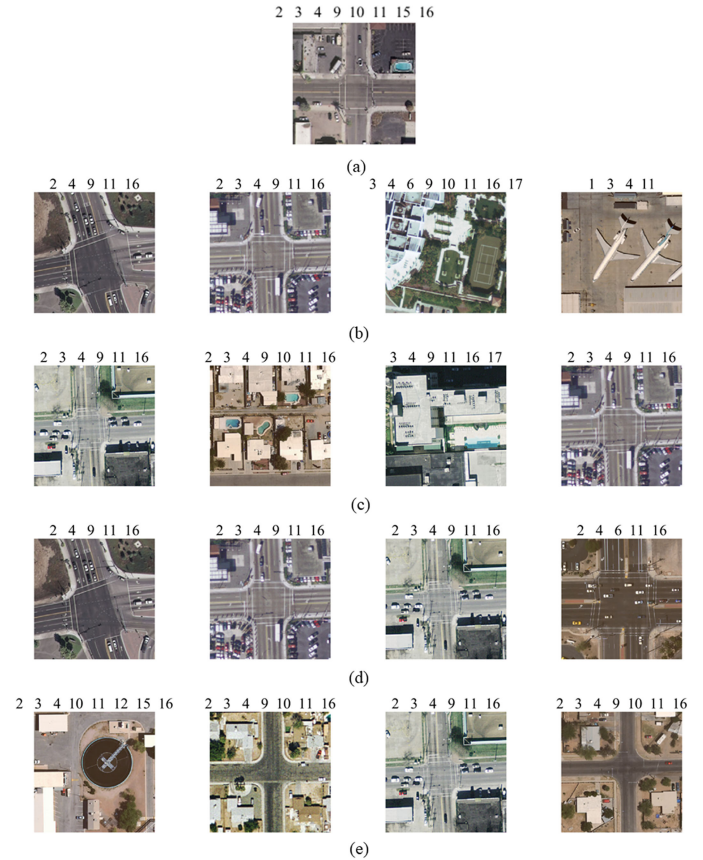 2 3 4 9 10 11 15 16
(a)
2 4 9 11 16
2 3 4 9 11 16
3 4 6 9 10 11 16 17
1 3 4 11
(b)
2 3 4 9 11 16
2 3 4 9 10 11 16
3 4 9 11 16 17
2 3 4 9 11 16
(c)
2 4 9 11 16
2 3 4 9 11 16
2 3 4 9 11 16
2 4 6 11 16
(d)
2 3 4 10 11 12 15 16
2 3 4 9 10 11 16
2 3 4 9 11 16
2 3 4 9 10 11 16
(e)